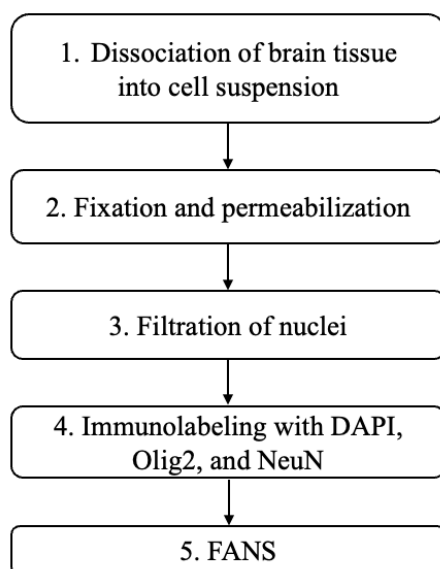 1. Dissociation of brain tissue
into cell suspension
2. Fixation and permeabilization
3. Filtration of nuclei
4. Immunolabeling with DAPI,
Olig2, and NeuN
5. FANS